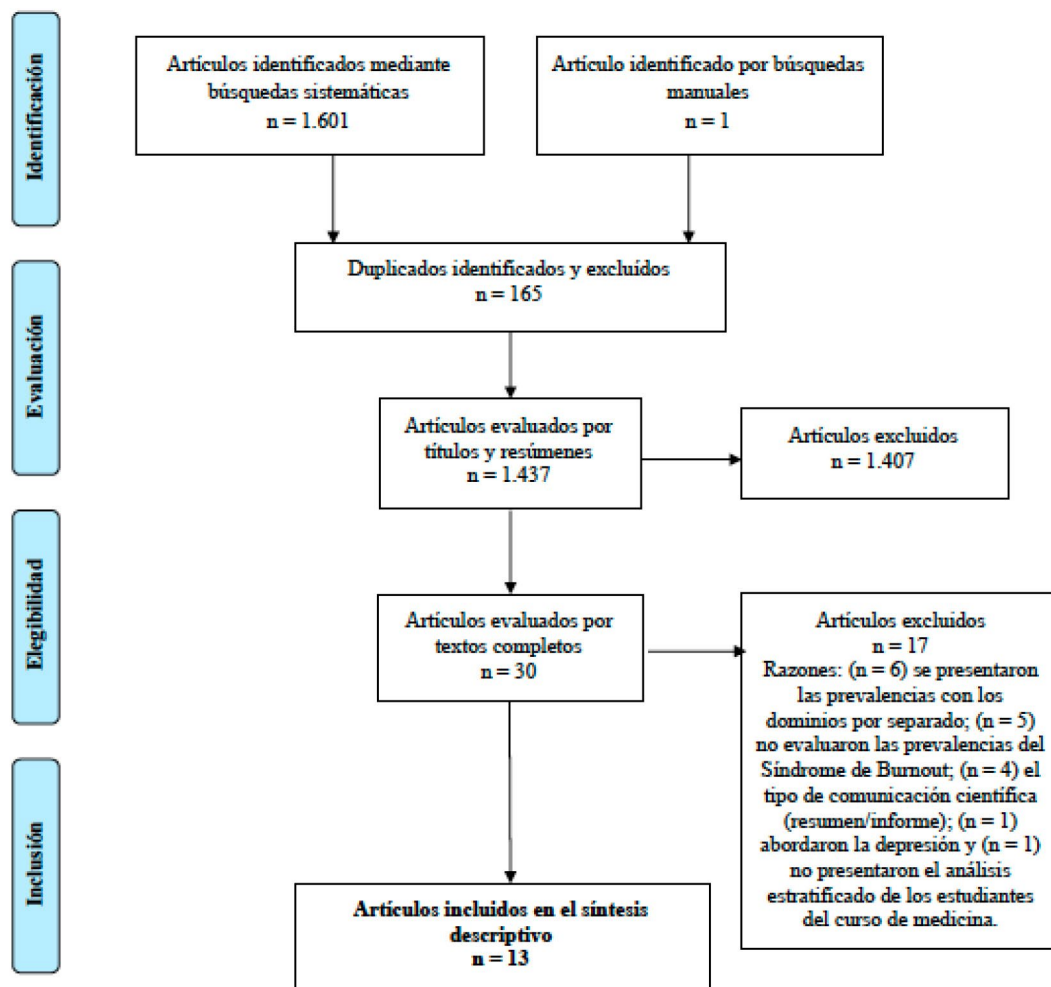 Identificación
Artículos identificados mediante
búsquedas sistemáticas
n = 1.601
Artículo identificado por búsquedas
manuales
n = 1
Evaluación
Duplicados identificados y excluídos
n = 165
Artículos evaluados por
títulos y resúmenes
n = 1.437
Artículos excluidos
n = 1.407
Elegibilidad
Artículos evaluados por
textos completos
n = 30
Artículos excluidos
n = 17
Razones: (n = 6) se presentaron
las prevalencias con los
dominios por separado; (n = 5)
no evaluaron las prevalencias del
Síndrome de Burnout; (n = 4) el
tipo de comunicación científica
(resumen/informe); (n = 1)
abordaron la depresión y (n = 1)
no presentaron el análisis
estratificado de los estudiantes
del curso de medicina.
Inclusión
Artículos incluidos en el síntesis
descriptivo
n = 13